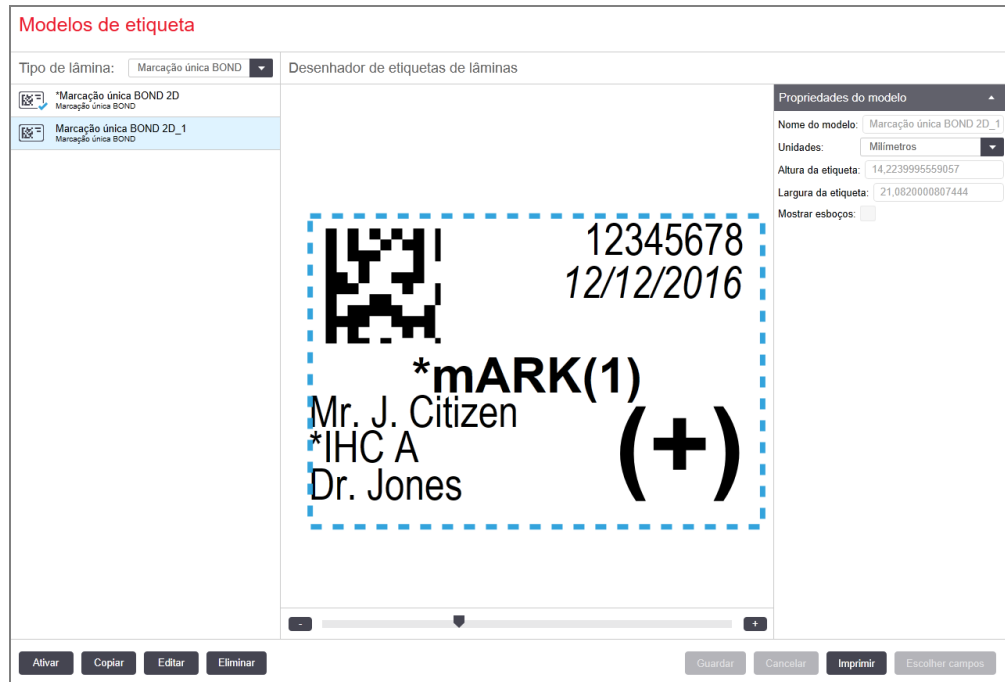 Modelos de etiqueta
Tipo de lâmina: Marcação única BOND
Desenhador de etiquetas de lâminas
*Marcação única BOND 2D
Marcação única BOND
Marcação única BOND 2D_1
Marcação única BOND
Propriedades do modelo
Nome do modelo: Marcação única BOND 2D_1
Unidades: Milímetros
Altura da etiqueta: 14,2239995559057
Largura da etiqueta: 21,0820000807444
Mostrar esboços:
12345678
12/12/2016
*mARK(1)
Mr. J. Citizen
*IHC A
Dr. Jones
(+)
- +
Ativar Copiar Editar Eliminar Guardar Cancelar Imprimir Escolher campos